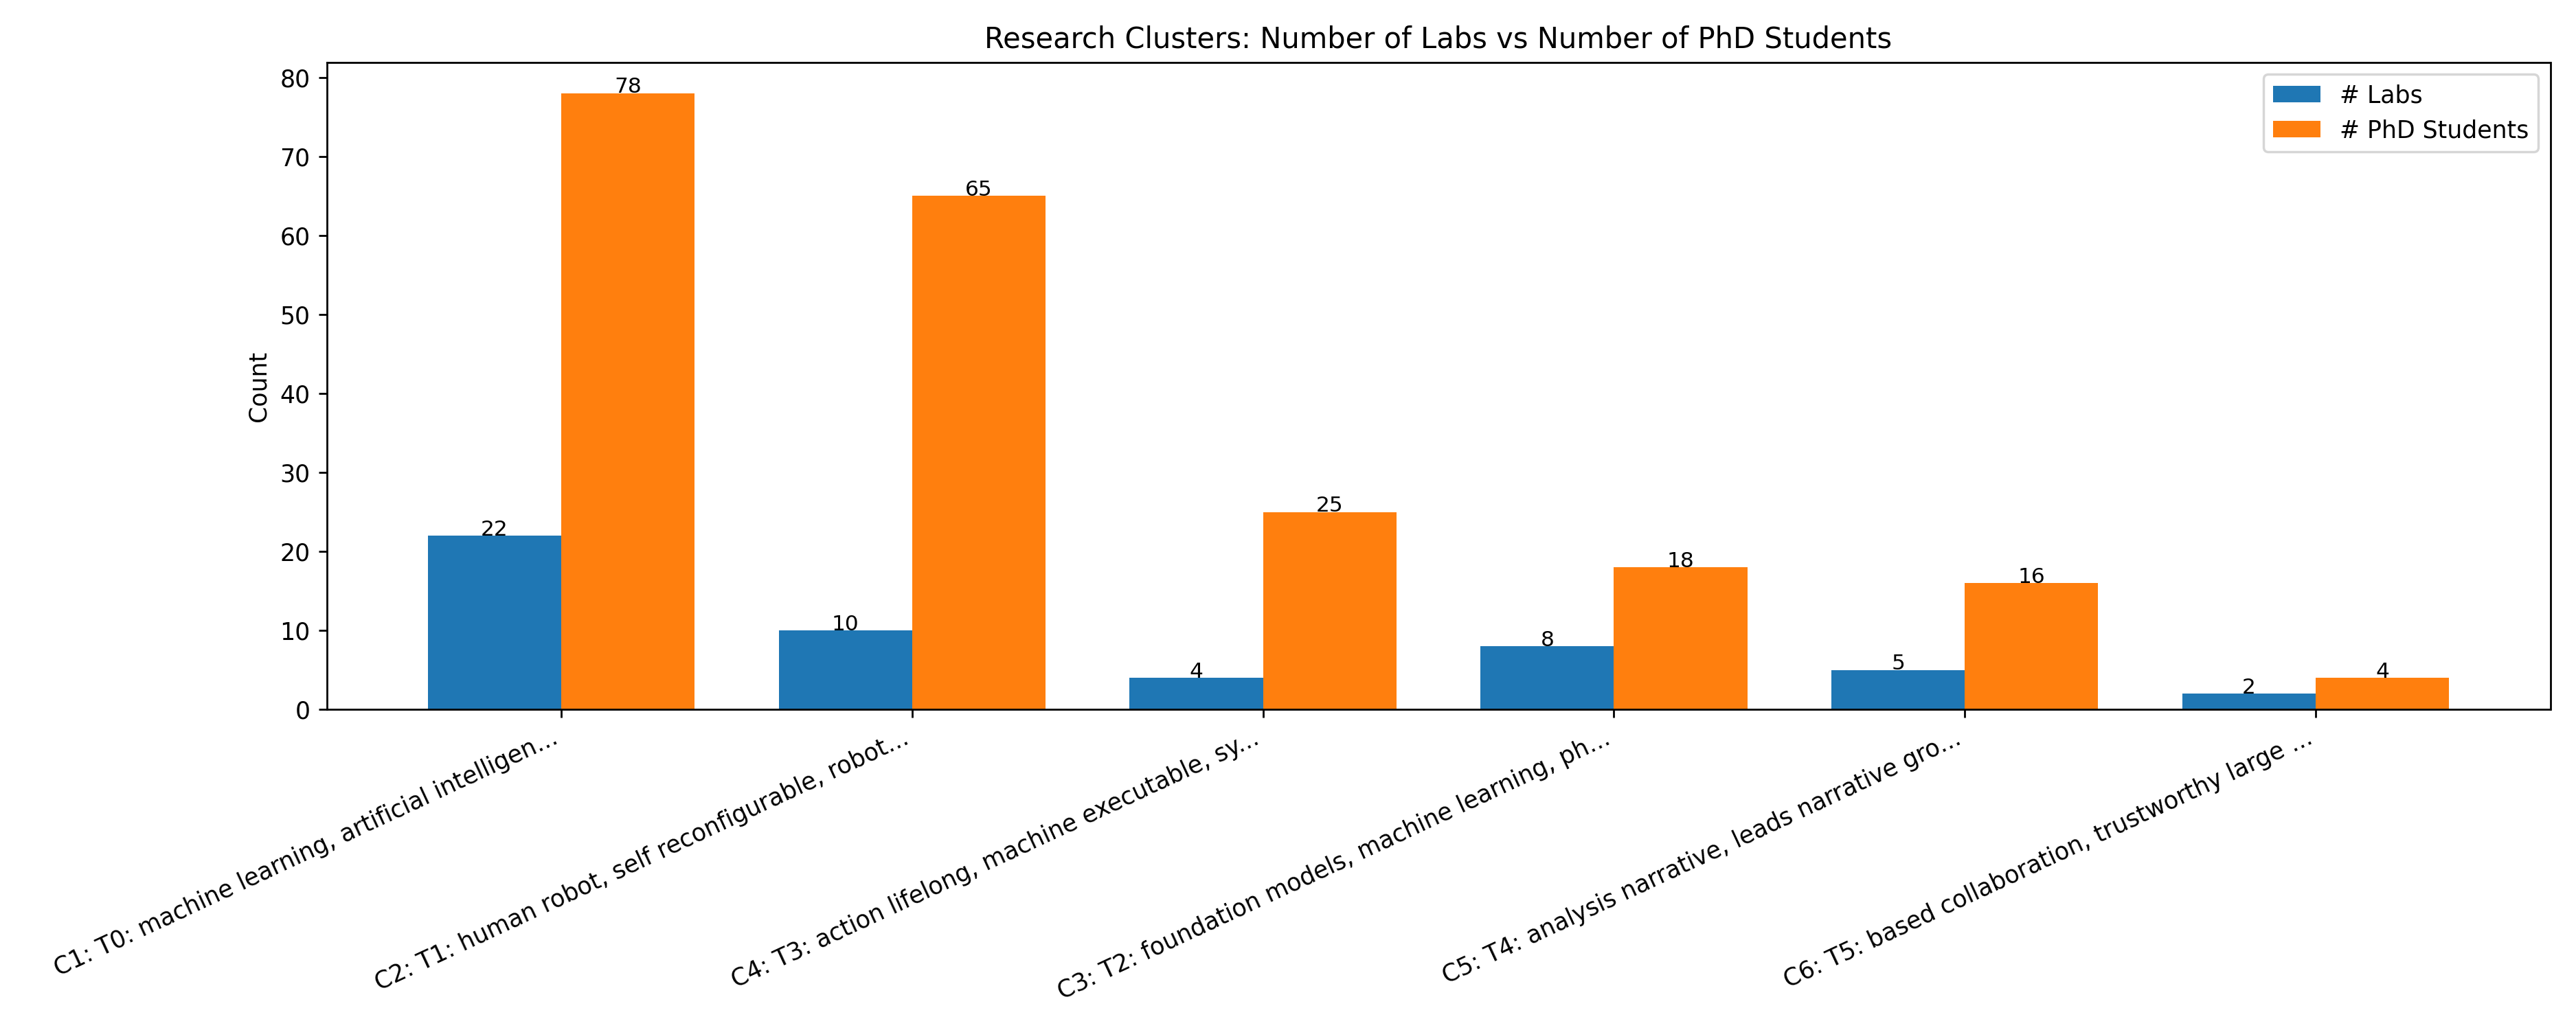 Research Clusters: Number of Labs vs Number of PhD Students
# Labs
# PhD Students
Count
80
70
60
50
40
30
20
10
0
22
78
10
65
4
25
8
18
5
16
2
4
C1: T0: machine learning, artificial intelligen...
C2: T1: human robot, self reconfigurable, robot...
C4: T3: action lifelong, machine executable, sy...
C3: T2: foundation models, machine learning, ph...
C5: T4: analysis narrative, leads narrative gro...
C6: T5: based collaboration, trustworthy large ...